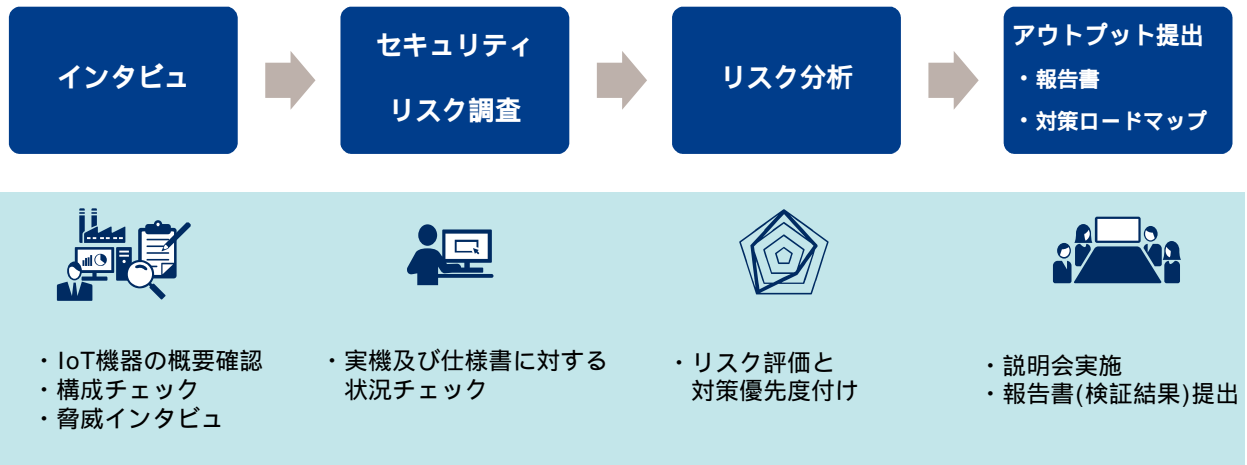 インタビュ
セキュリティ
リスク調査
リスク分析
アウトプット提出
・報告書
・対策ロードマップ
・IoT機器の概要確認
・構成チェック
・脅威インタビュ
・実機及び仕様書に対する
状況チェック
・リスク評価と
対策優先度付け
・説明会実施
・報告書(検証結果)提出